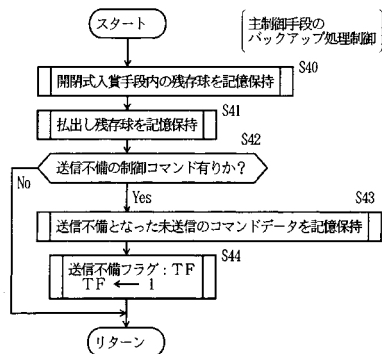 スタート
主制御手段の
バックアップ処理制御
S40
開閉式入賞手段内の残存球を記憶保持
S41
払出し残存球を記憶保持
S42
送信不備の制御コマンド有りか?
No
Yes
S43
送信不備となった未送信のコマンドデータを記憶保持
S44
送信不備フラグ:TF
TF ← 1
リターン